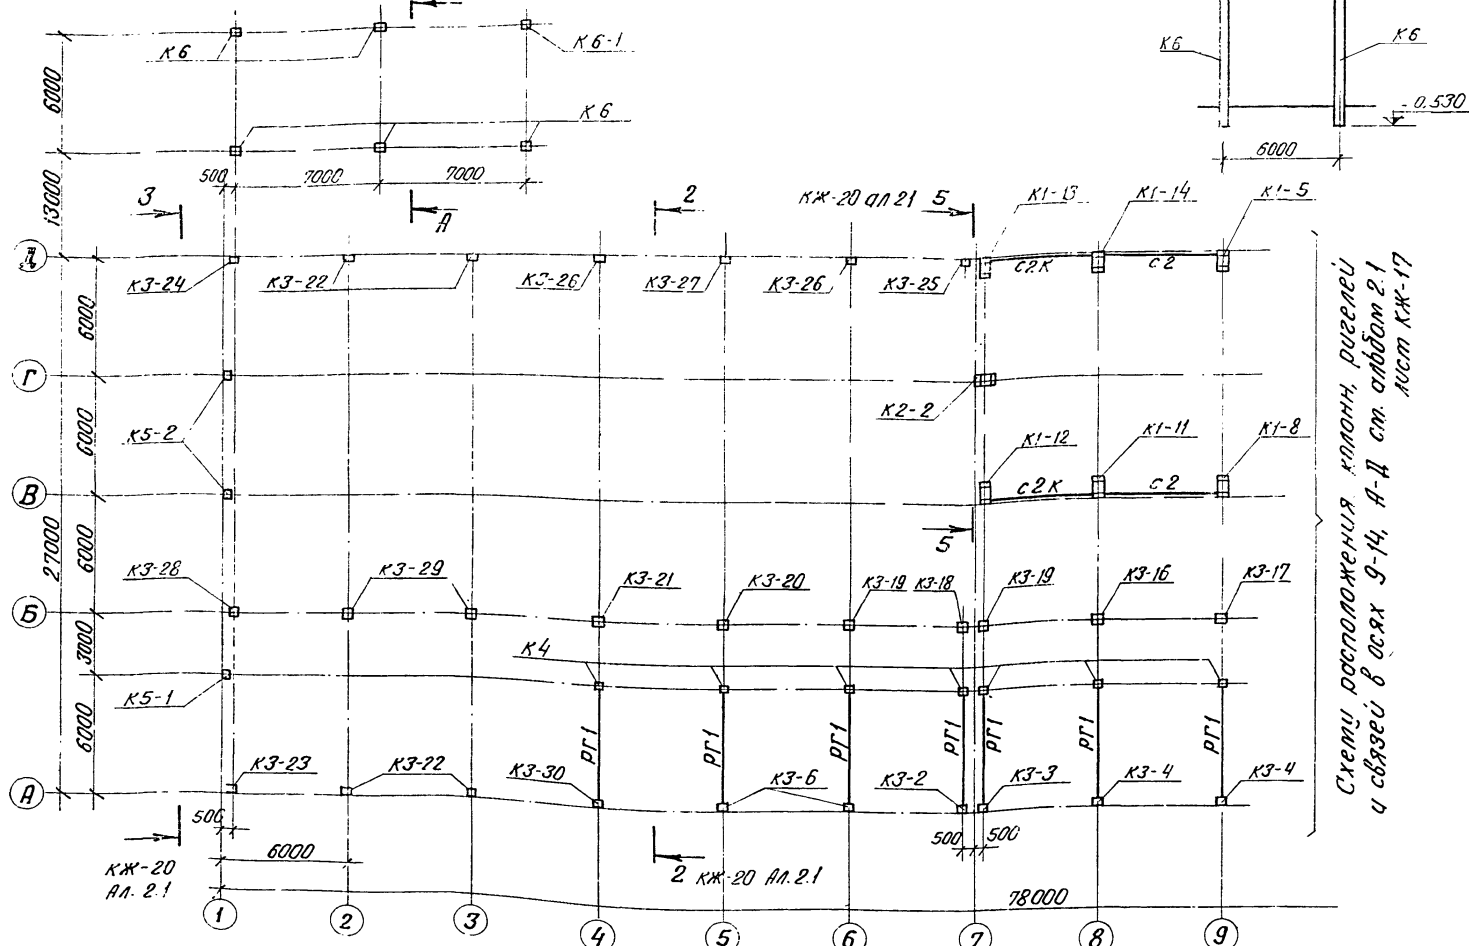 К6
К6-1
К6
К6
К6
- 0.530
6000
6000
6000
500
7000
7000
13000
3
А
2
КЖ-20 ал 21
5
К1-13
К1-14
К1-5
Д
К3-24
К3-22
К3-26
К3-27
К3-26
К3-25
с2К
с2
6000
Г
К5-2
К2-2
6000
К1-12
К1-11
К1-8
В
с2К
с2
5
27000
6000
К3-28
К3-29
К3-21
К3-20
К3-19
К3-18
К3-19
К3-16
К3-17
Б
3000
К4
К5-1
6000
РГ1
РГ1
РГ1
РГ1
РГ1
РГ1
К3-23
К3-22
К3-30
К3-6
К3-2
К3-3
К3-4
К3-4
А
500
500
500
6000
КЖ-20
Ал. 2.1
2 КЖ-20 Ал. 2.1
78000
1
2
3
4
5
6
7
8
9
Схему расположения колонн, ригелей
и связей в осях 9-14, А-Д см. альбом 2.1
лист КЖ-17